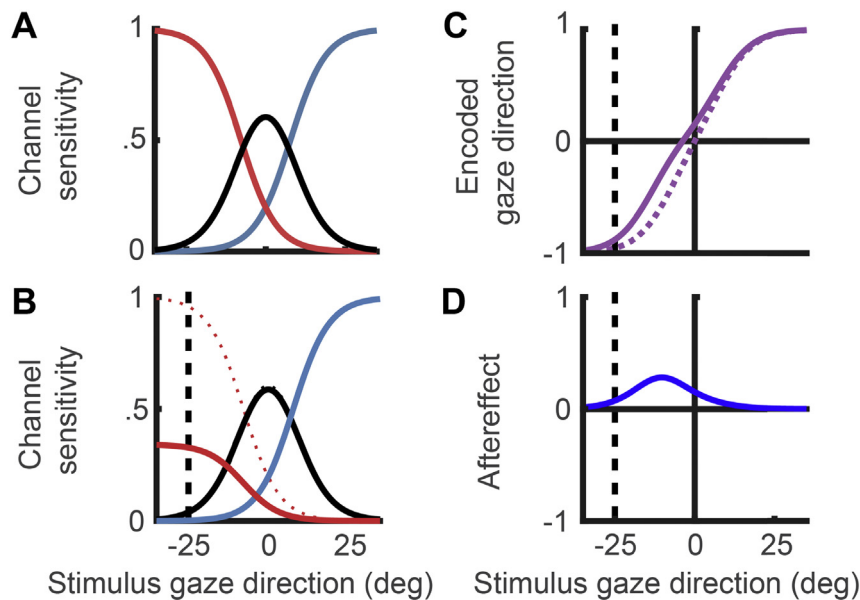 A
Channel
sensitivity
1
.5
0
B
Channel
sensitivity
1
.5
0
-25
0
25
Stimulus gaze direction (deg)
C
Encoded
gaze direction
1
0
-1
D
Aftereffect
1
0
-1
-25
0
25
Stimulus gaze direction (deg)